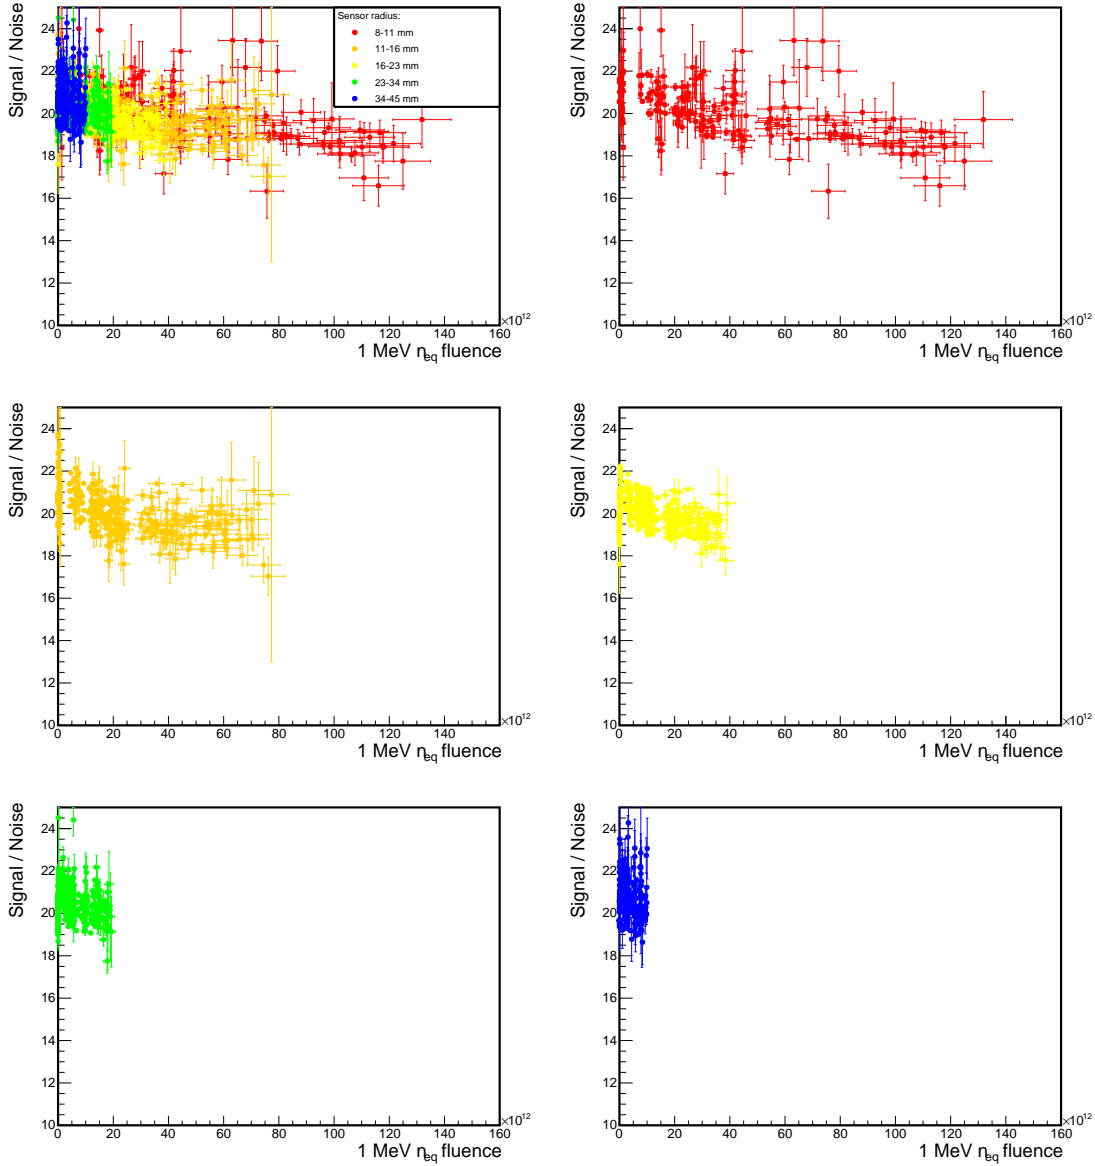 Signal / Noise
24
22
20
18
16
14
12
10
Sensor radius:
8-11 mm
11-16 mm
16-23 mm
23-34 mm
34-45 mm
0 20 40 60 80 100 120 140 160
×10¹²
1 MeV ηeq fluence
Signal / Noise
24
22
20
18
16
14
12
10
0 20 40 60 80 100 120 140 160
×10¹²
1 MeV ηeq fluence
Signal / Noise
24
22
20
18
16
14
12
10
0 20 40 60 80 100 120 140
×10¹²
1 MeV ηeq fluence
Signal / Noise
24
22
20
18
16
14
12
10
0 20 40 60 80 100 120 140
×10¹²
1 MeV ηeq fluence
Signal / Noise
24
22
20
18
16
14
12
10
0 20 40 60 80 100 120 140 160
×10¹²
1 MeV ηeq fluence
Signal / Noise
24
22
20
18
16
14
12
10
0 20 40 60 80 100 120 140 160
×10¹²
1 MeV ηeq fluence